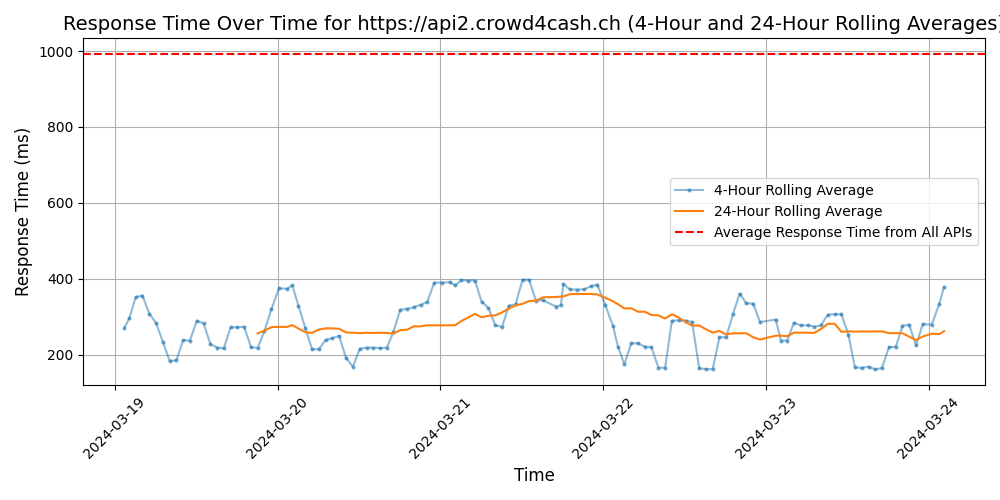 Response Time Over Time for https://api2.crowd4cash.ch (4-Hour and 24-Hour Rolling Averages)
Response Time (ms)
1000
800
600
400
200
4-Hour Rolling Average
24-Hour Rolling Average
Average Response Time from All APIs
2024-03-19
2024-03-20
2024-03-21
2024-03-22
2024-03-23
2024-03-24
Time